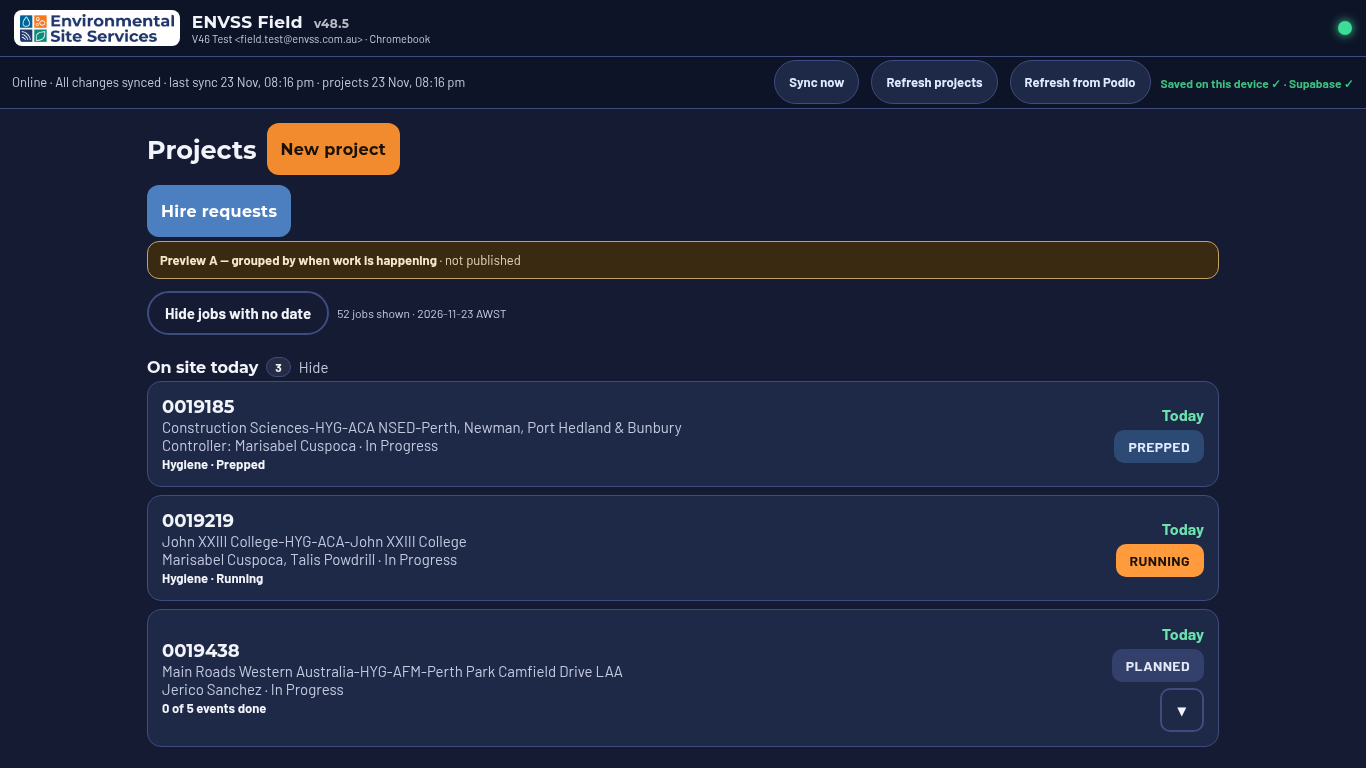 Environmental
Site Services
ENVSS Field v48.5
V46 Test <field.test@envss.com.au> · Chromebook
Online · All changes synced · last sync 23 Nov, 08:16 pm · projects 23 Nov, 08:16 pm
Sync now
Refresh projects
Refresh from Podio
Saved on this device ✓ · Supabase ✓
Projects
New project
Hire requests
Preview A — grouped by when work is happening · not published
Hide jobs with no date
52 jobs shown · 2026-11-23 AWST
On site today 3 Hide
0019185
Construction Sciences-HYG-ACA NSED-Perth, Newman, Port Hedland & Bunbury
Controller: Marisabel Cuspoca · In Progress
Hygiene · Prepped
Today
PREPPED
0019219
John XXIII College-HYG-ACA-John XXIII College
Marisabel Cuspoca, Talis Powdrill · In Progress
Hygiene · Running
Today
RUNNING
0019438
Main Roads Western Australia-HYG-AFM-Perth Park Camfield Drive LAA
Jerico Sanchez · In Progress
0 of 5 events done
Today
PLANNED
▼